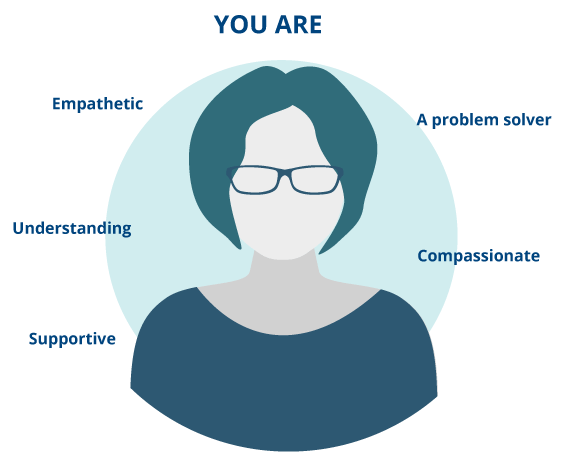 YOU ARE
Empathetic
A problem solver
Understanding
Compassionate
Supportive